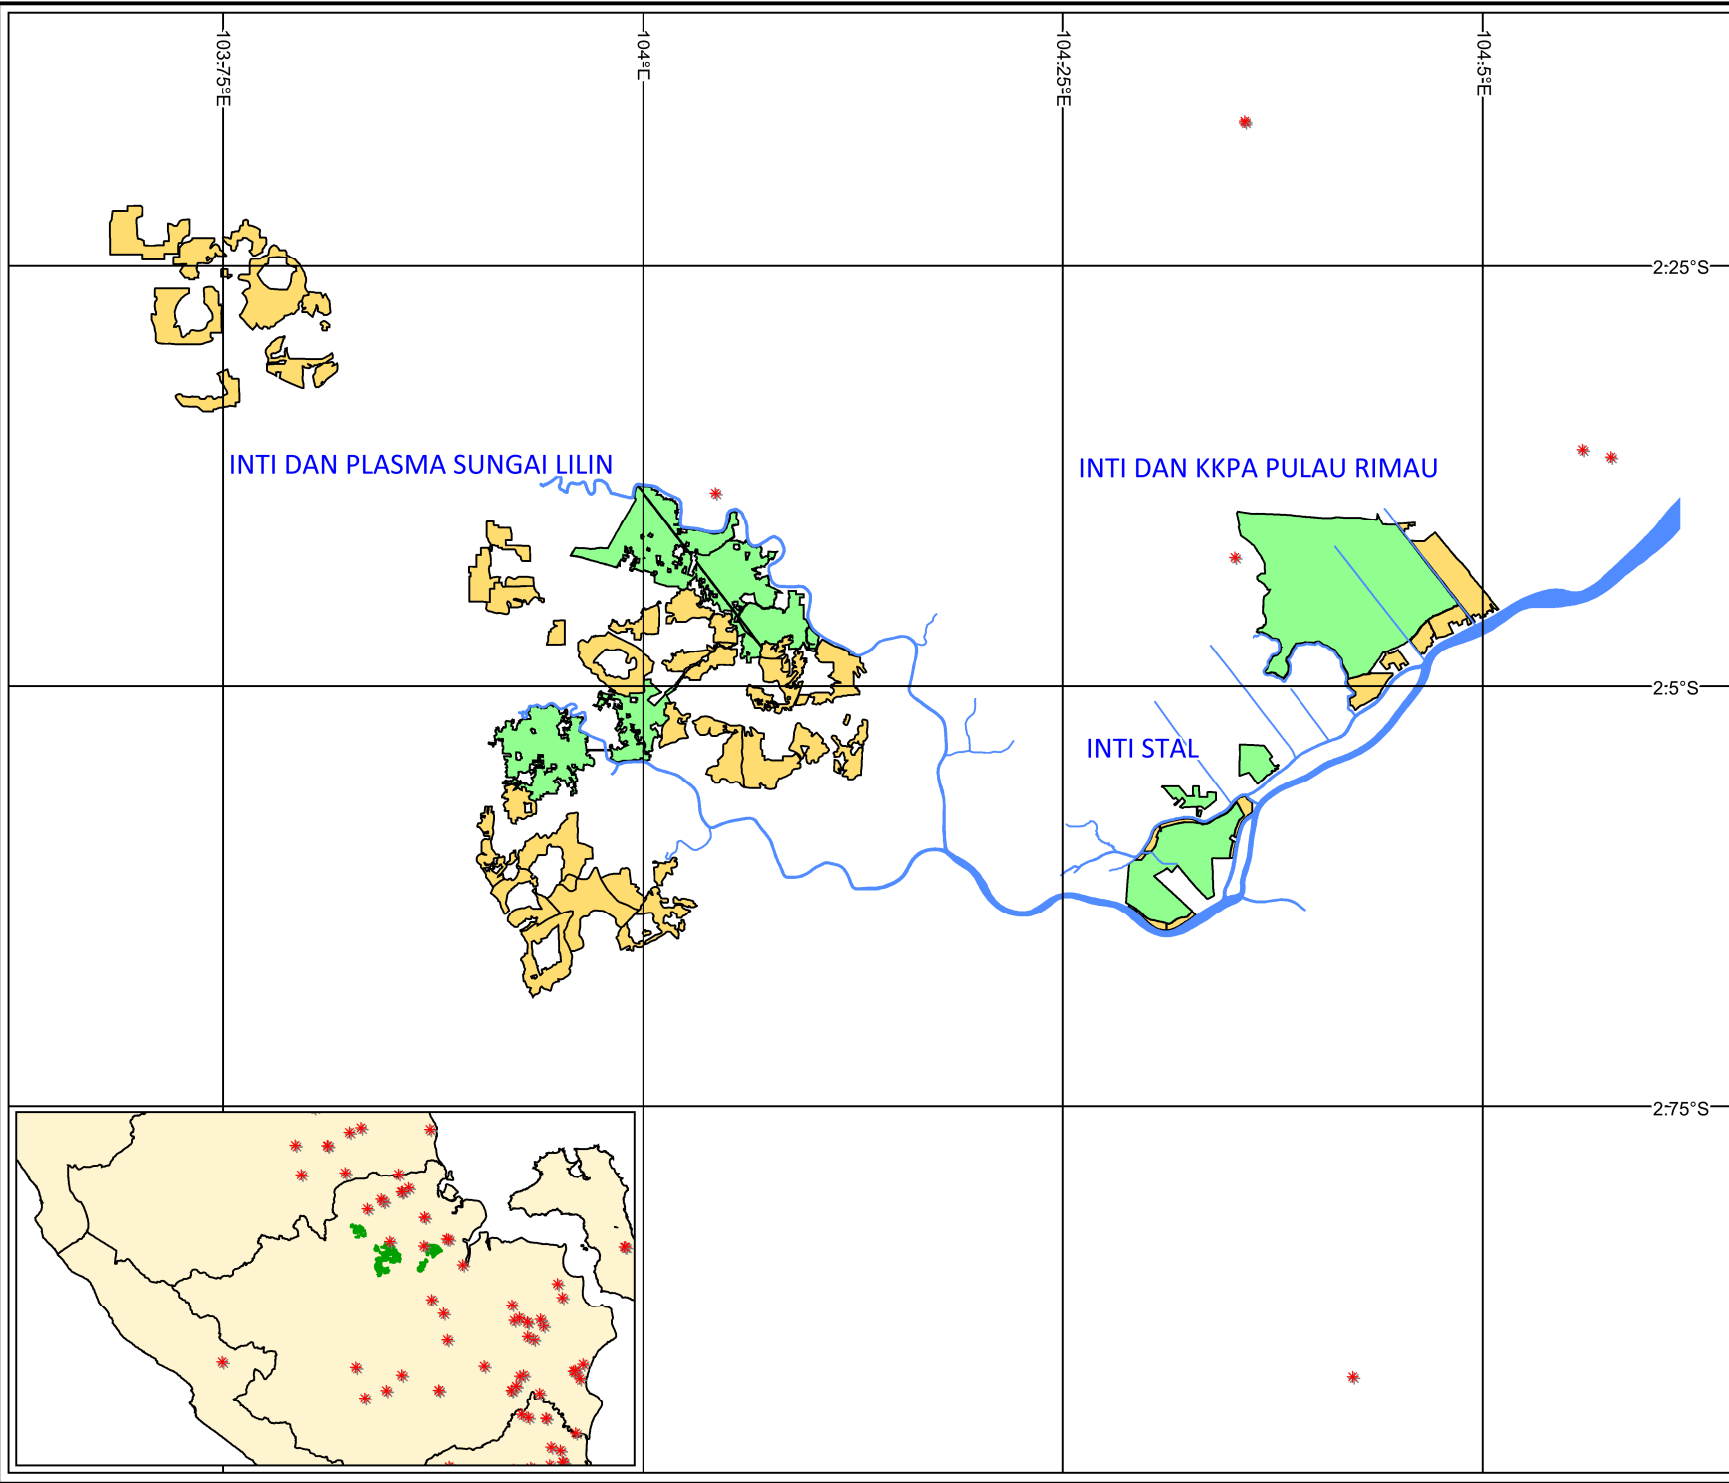 103.75°E
104°E
104.25°E
104.5°E
2.25°S
INTI DAN PLASMA SUNGAI LILIN
INTI DAN KKPA PULAU RIMAU
2.5°S
INTI STAL
2.75°S